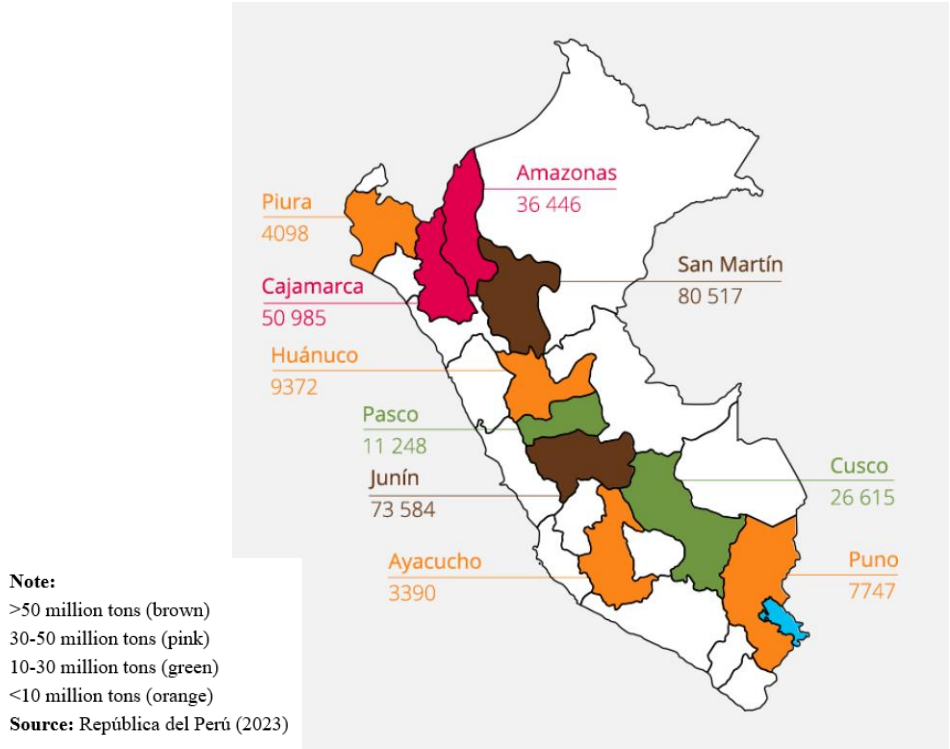 Amazonas
36 446
Piura
4098
San Martín
80 517
Cajamarca
50 985
Huánuco
9372
Pasco
11 248
Junín
73 584
Cusco
26 615
Ayacucho
3390
Puno
7747
Note:
>50 million tons (brown)
30-50 million tons (pink)
10-30 million tons (green)
<10 million tons (orange)
Source: República del Perú (2023)